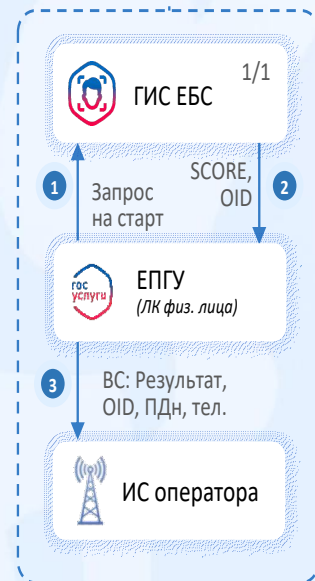 1/1
ГИС ЕБС
1
Запрос
на старт
SCORE,
OID
2
гос
услуги
ЕПГУ
(ЛК физ. лица)
3
ВС: Результат,
OID, ПДн, тел.
ИС оператора